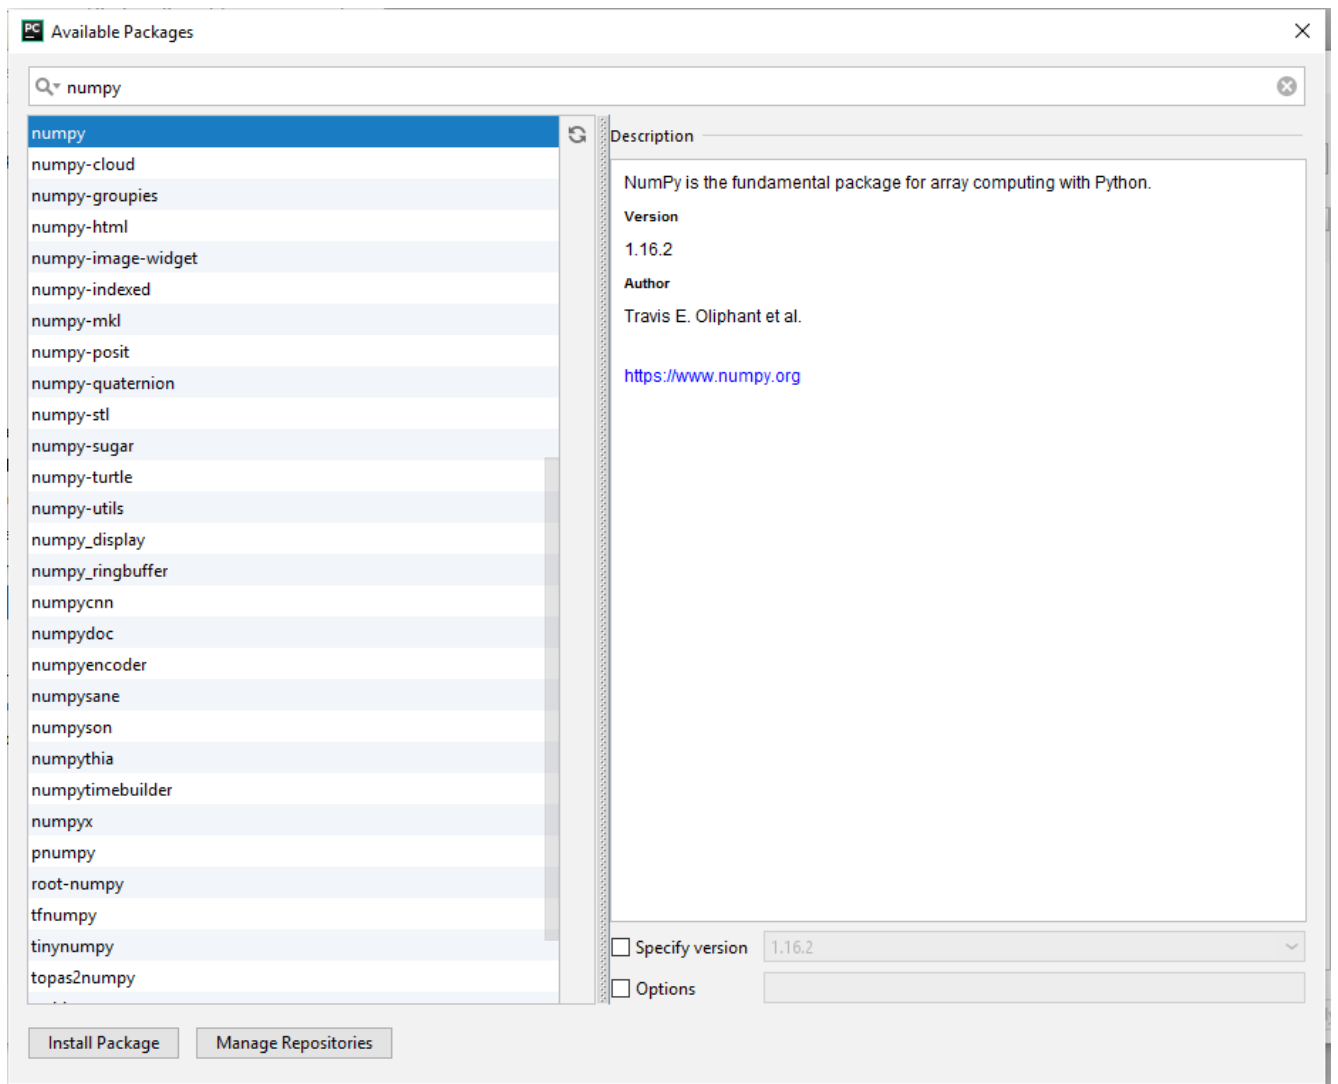 PC Available Packages
numpy
numpy
numpy-cloud
numpy-groupies
numpy-html
numpy-image-widget
numpy-indexed
numpy-mkl
numpy-posit
numpy-quaternion
numpy-stl
numpy-sugar
numpy-turtle
numpy-utils
numpy_display
numpy_ringbuffer
numpycnn
numpydoc
numpyencoder
numpysane
numpyson
numpythia
numpytimebuilder
numpyx
pnumpy
root-numpy
tfnumpy
tinynumpy
topas2numpy
Description
NumPy is the fundamental package for array computing with Python.
Version
1.16.2
Author
Travis E. Oliphant et al.
https://www.numpy.org
Specify version 1.16.2
Options
Install Package Manage Repositories